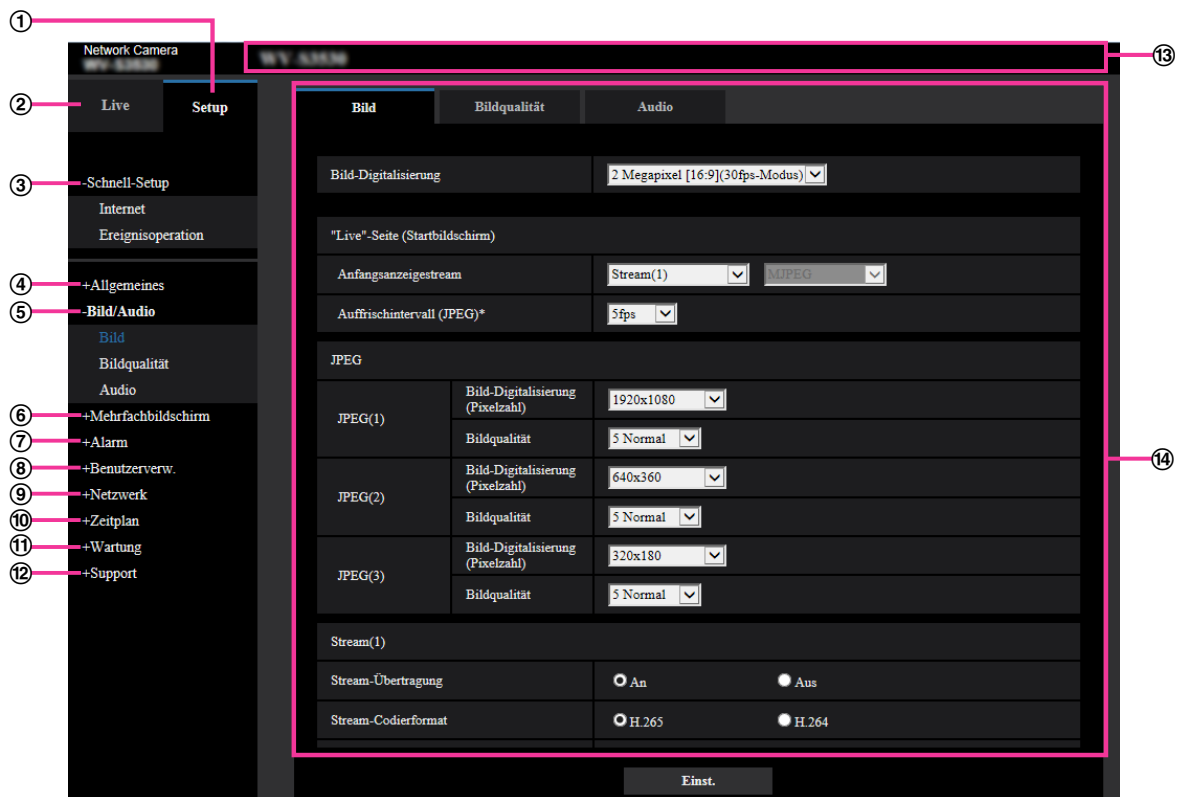 ①
Network Camera
WV-S3530
WV-S3530
⑬
②
Live
Setup
Bild
Bildqualität
Audio
③
-Schnell-Setup
Internet
Ereignisoperation
④
+Allgemeines
⑤
-Bild/Audio
Bild
Bildqualität
Audio
⑥
+Mehrfachbildschirm
⑦
+Alarm
⑧
+Benutzerverw.
⑨
+Netzwerk
⑩
+Zeitplan
⑪
+Wartung
⑫
+Support
Bild-Digitalisierung
2 Megapixel [16:9](30fps-Modus)
"Live"-Seite (Startbildschirm)
Anfangsanzeigestream
Stream(1)
MJPEG
Auffrischintervall (JPEG)*
5fps
JPEG
JPEG(1)
Bild-Digitalisierung
(Pixelzahl)
1920x1080
Bildqualität
5 Normal
⑭
JPEG(2)
Bild-Digitalisierung
(Pixelzahl)
640x360
Bildqualität
5 Normal
JPEG(3)
Bild-Digitalisierung
(Pixelzahl)
320x180
Bildqualität
5 Normal
Stream(1)
Stream-Übertragung
An
Aus
Stream-Codierformat
H.265
H.264
Einst.